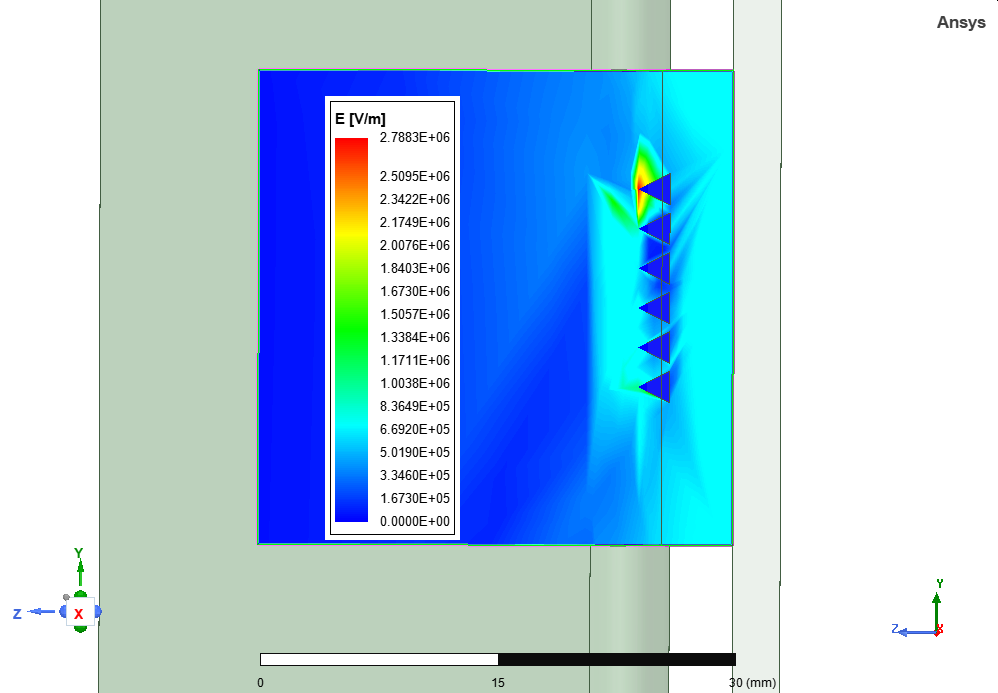 Ansys
E [V/m]
2.7883E+06
2.5095E+06
2.3422E+06
2.1749E+06
2.0076E+06
1.8403E+06
1.6730E+06
1.5057E+06
1.3384E+06
1.1711E+06
1.0038E+06
8.3649E+05
6.6920E+05
5.0190E+05
3.3460E+05
1.6730E+05
0.0000E+00
Y
Z
X
Y
Z
X
0 15 30 (mm)